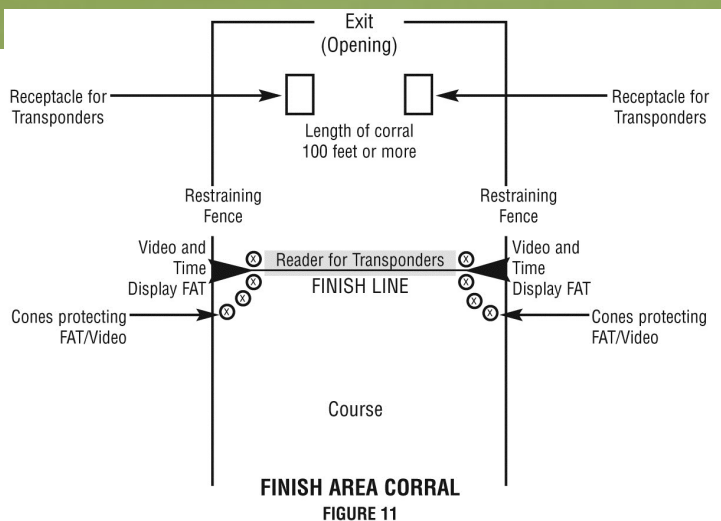 Exit
(Opening)
Receptacle for
Transponders
Receptacle for
Transponders
Length of corral
100 feet or more
Restraining
Fence
Restraining
Fence
Video and
Time
Display FAT
Video and
Time
Display FAT
X Reader for Transponders X
X FINISH LINE X
X X
X X
Cones protecting
FAT/Video
Cones protecting
FAT/Video
Course
FINISH AREA CORRAL
FIGURE 11